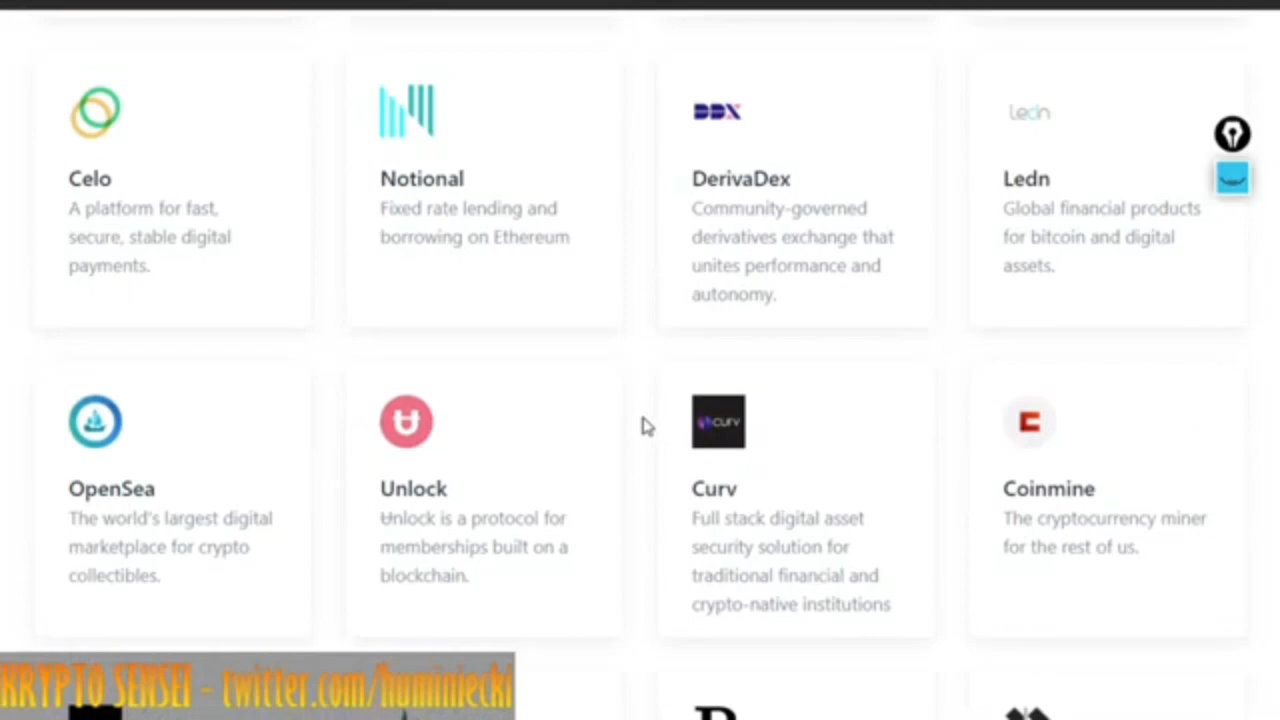 DDX
Ledn
Celo
A platform for fast,
secure, stable digital
payments.
Notional
Fixed rate lending and
borrowing on Ethereum
DerivaDex
Community-governed
derivatives exchange that
unites performance and
autonomy.
Ledn
Global financial products
for bitcoin and digital
assets.
CURV
OpenSea
The world's largest digital
marketplace for crypto
collectibles.
Unlock
Unlock is a protocol for
memberships built on a
blockchain.
Curv
Full stack digital asset
security solution for
traditional financial and
crypto-native institutions
Coinmine
The cryptocurrency miner
for the rest of us.
KRYPTO SENSEI - twitter.com/huminiecki